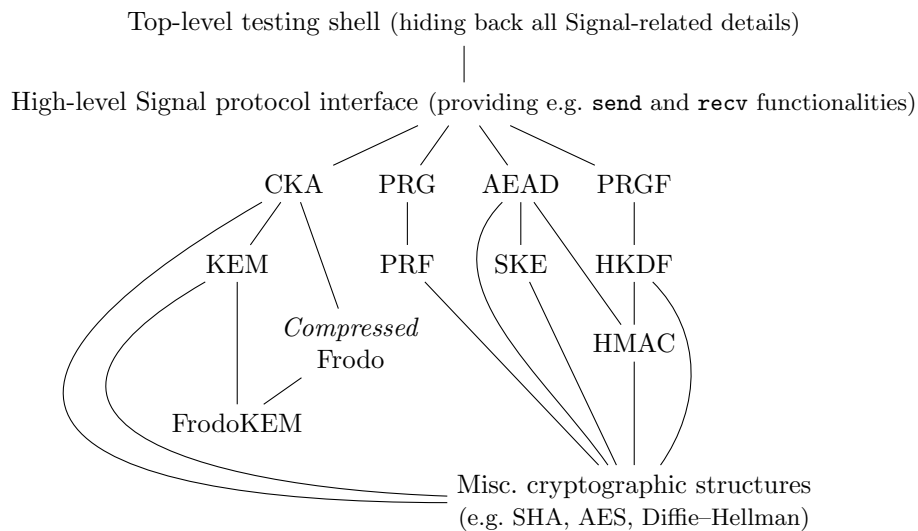 Top-level testing shell (hiding back all Signal-related details)
High-level Signal protocol interface (providing e.g. send and recv functionalities)
CKA PRG AEAD PRGF
KEM PRF SKE HKDF
Compressed
Frodo
HMAC
FrodoKEM
Misc. cryptographic structures
(e.g. SHA, AES, Diffie–Hellman)